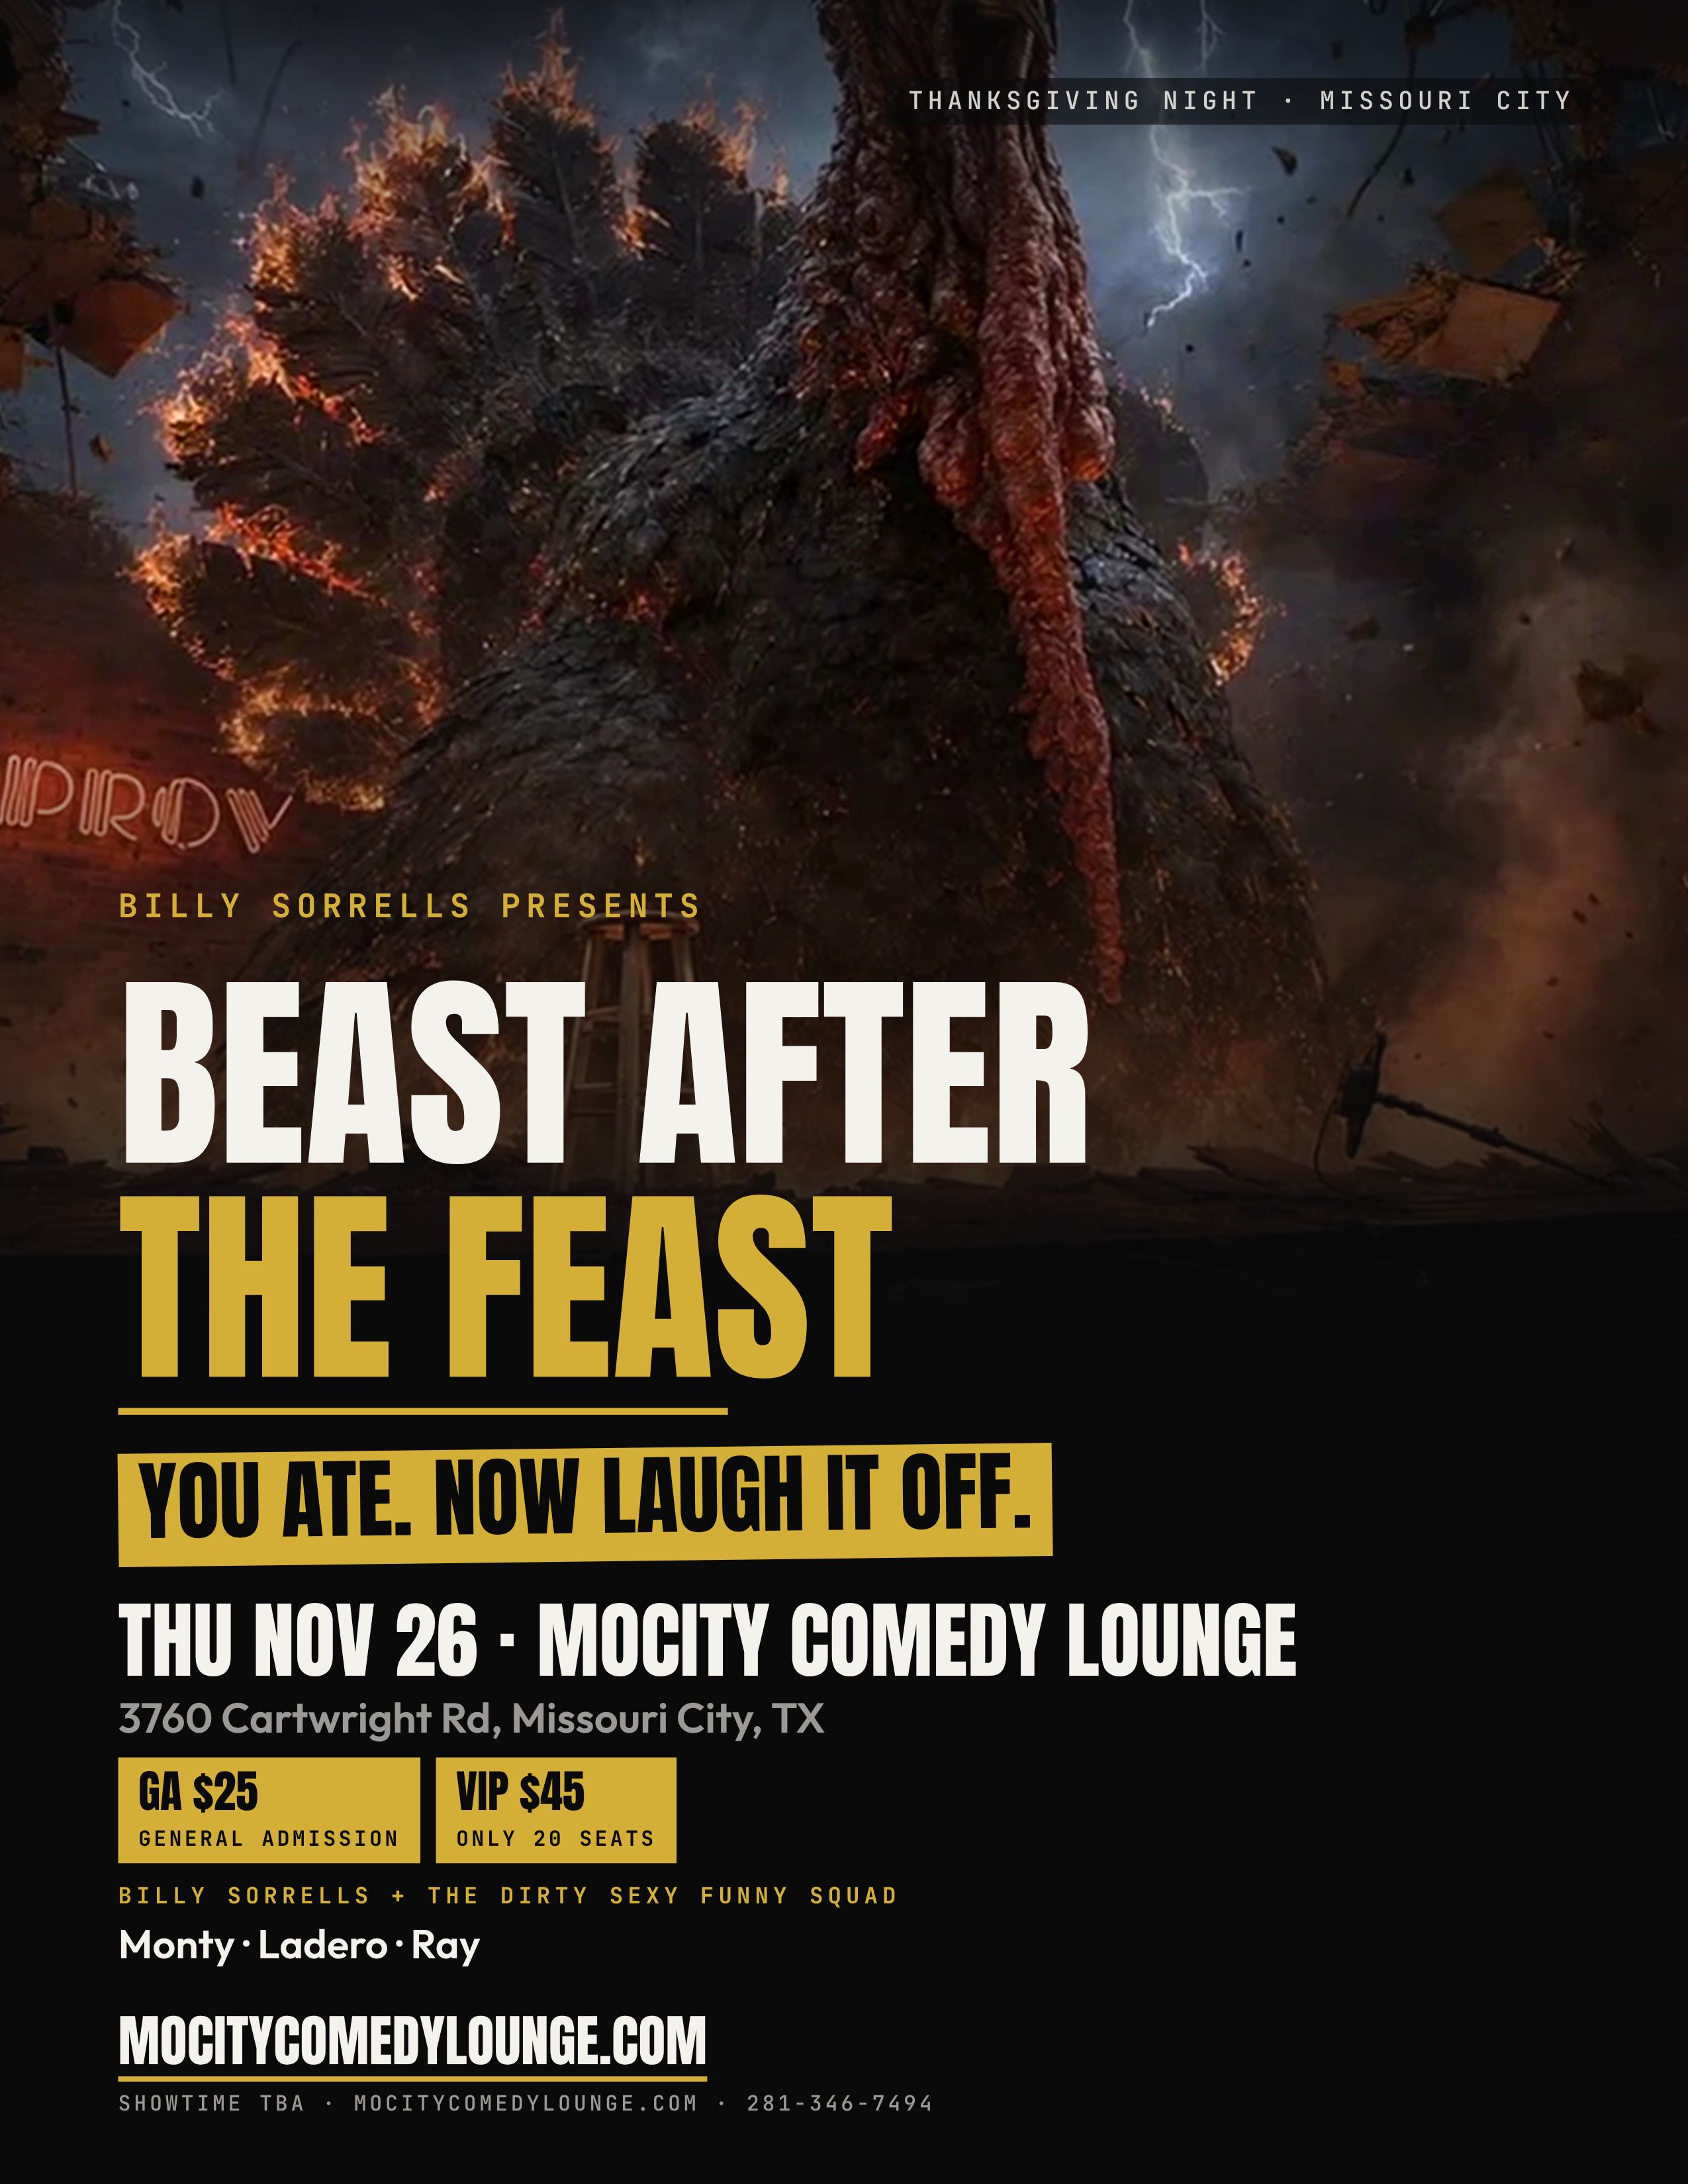 THANKSGIVING NIGHT · MISSOURI CITY
PROV
BILLY SORRELLS PRESENTS
BEAST AFTER
THE FEAST
YOU ATE. NOW LAUGH IT OFF.
THU NOV 26 · MOCITY COMEDY LOUNGE
3760 Cartwright Rd, Missouri City, TX
GA $25
GENERAL ADMISSION
VIP $45
ONLY 20 SEATS
BILLY SORRELLS + THE DIRTY SEXY FUNNY SQUAD
Monty · Ladero · Ray
MOCITYCOMEDYLOUNGE.COM
SHOWTIME TBA · MOCITYCOMEDYLOUNGE.COM · 281-346-7494